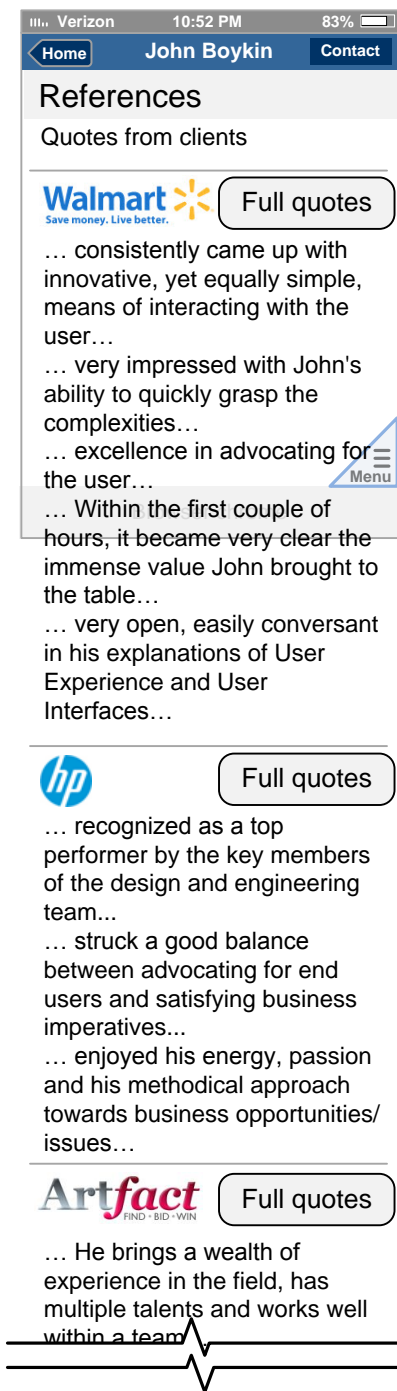 Verizon 10:52 PM 83%
Home John Boykin Contact
References
Quotes from clients
Walmart Full quotes
Save money. Live better.
… consistently came up with
innovative, yet equally simple,
means of interacting with the
user…
… very impressed with John's
ability to quickly grasp the
complexities…
… excellence in advocating for
the user…
Menu
… Within the first couple of
hours, it became very clear the
immense value John brought to
the table…
… very open, easily conversant
in his explanations of User
Experience and User
Interfaces…
hp Full quotes
… recognized as a top
performer by the key members
of the design and engineering
team...
… struck a good balance
between advocating for end
users and satisfying business
imperatives...
… enjoyed his energy, passion
and his methodical approach
towards business opportunities/
issues…
Artfact Full quotes
FIND - BID - WIN
… He brings a wealth of
experience in the field, has
multiple talents and works well
within a team